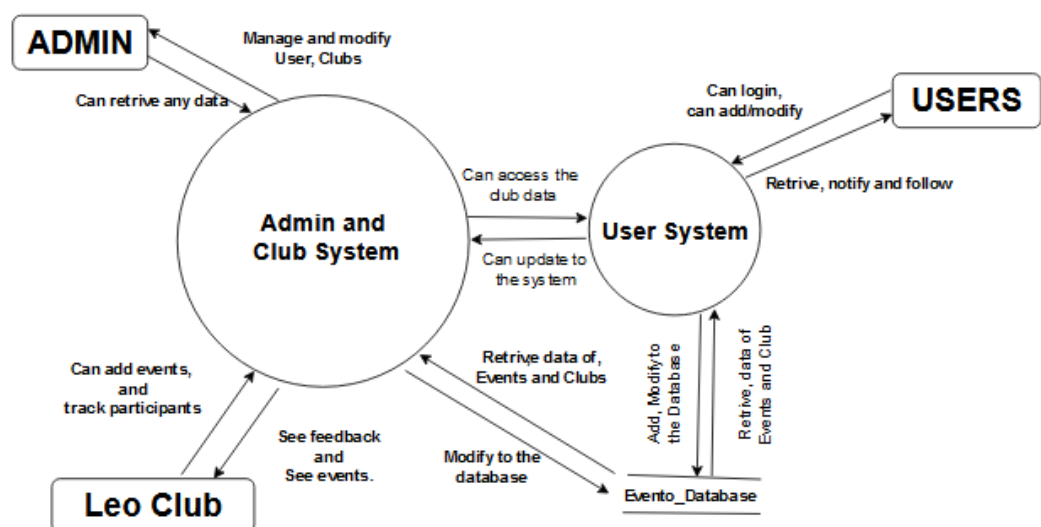 ADMIN
Manage and modify
User, Clubs
Can retrive any data
Can login,
can add/modify
USERS
Retrive, notify and follow
Can access the
club data
Admin and
Club System
User System
Can update to
the system
Can add events,
and
track participants
Retrive data of,
Events and Clubs
Add, Modify to
the Database
Retrive, data of
Events and Club
See feedback
and
See events.
Modify to the
database
Leo Club
Evento_Database